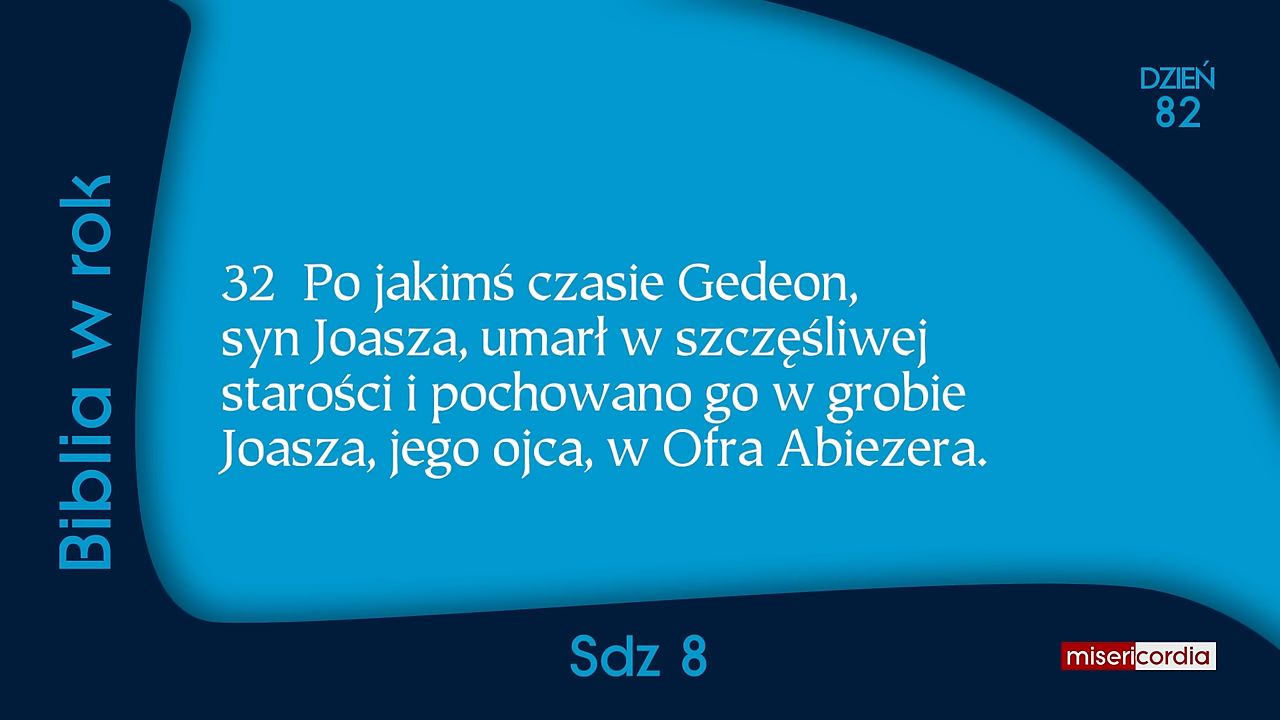 DZIEŃ
82
Biblia w rok
32 Po jakimś czasie Gedeon,
syn Joasza, umarł w szczęśliwej
starości i pochowano go w grobie
Joasza, jego ojca, w Ofra Abiezera.
Sdz 8
misericordia